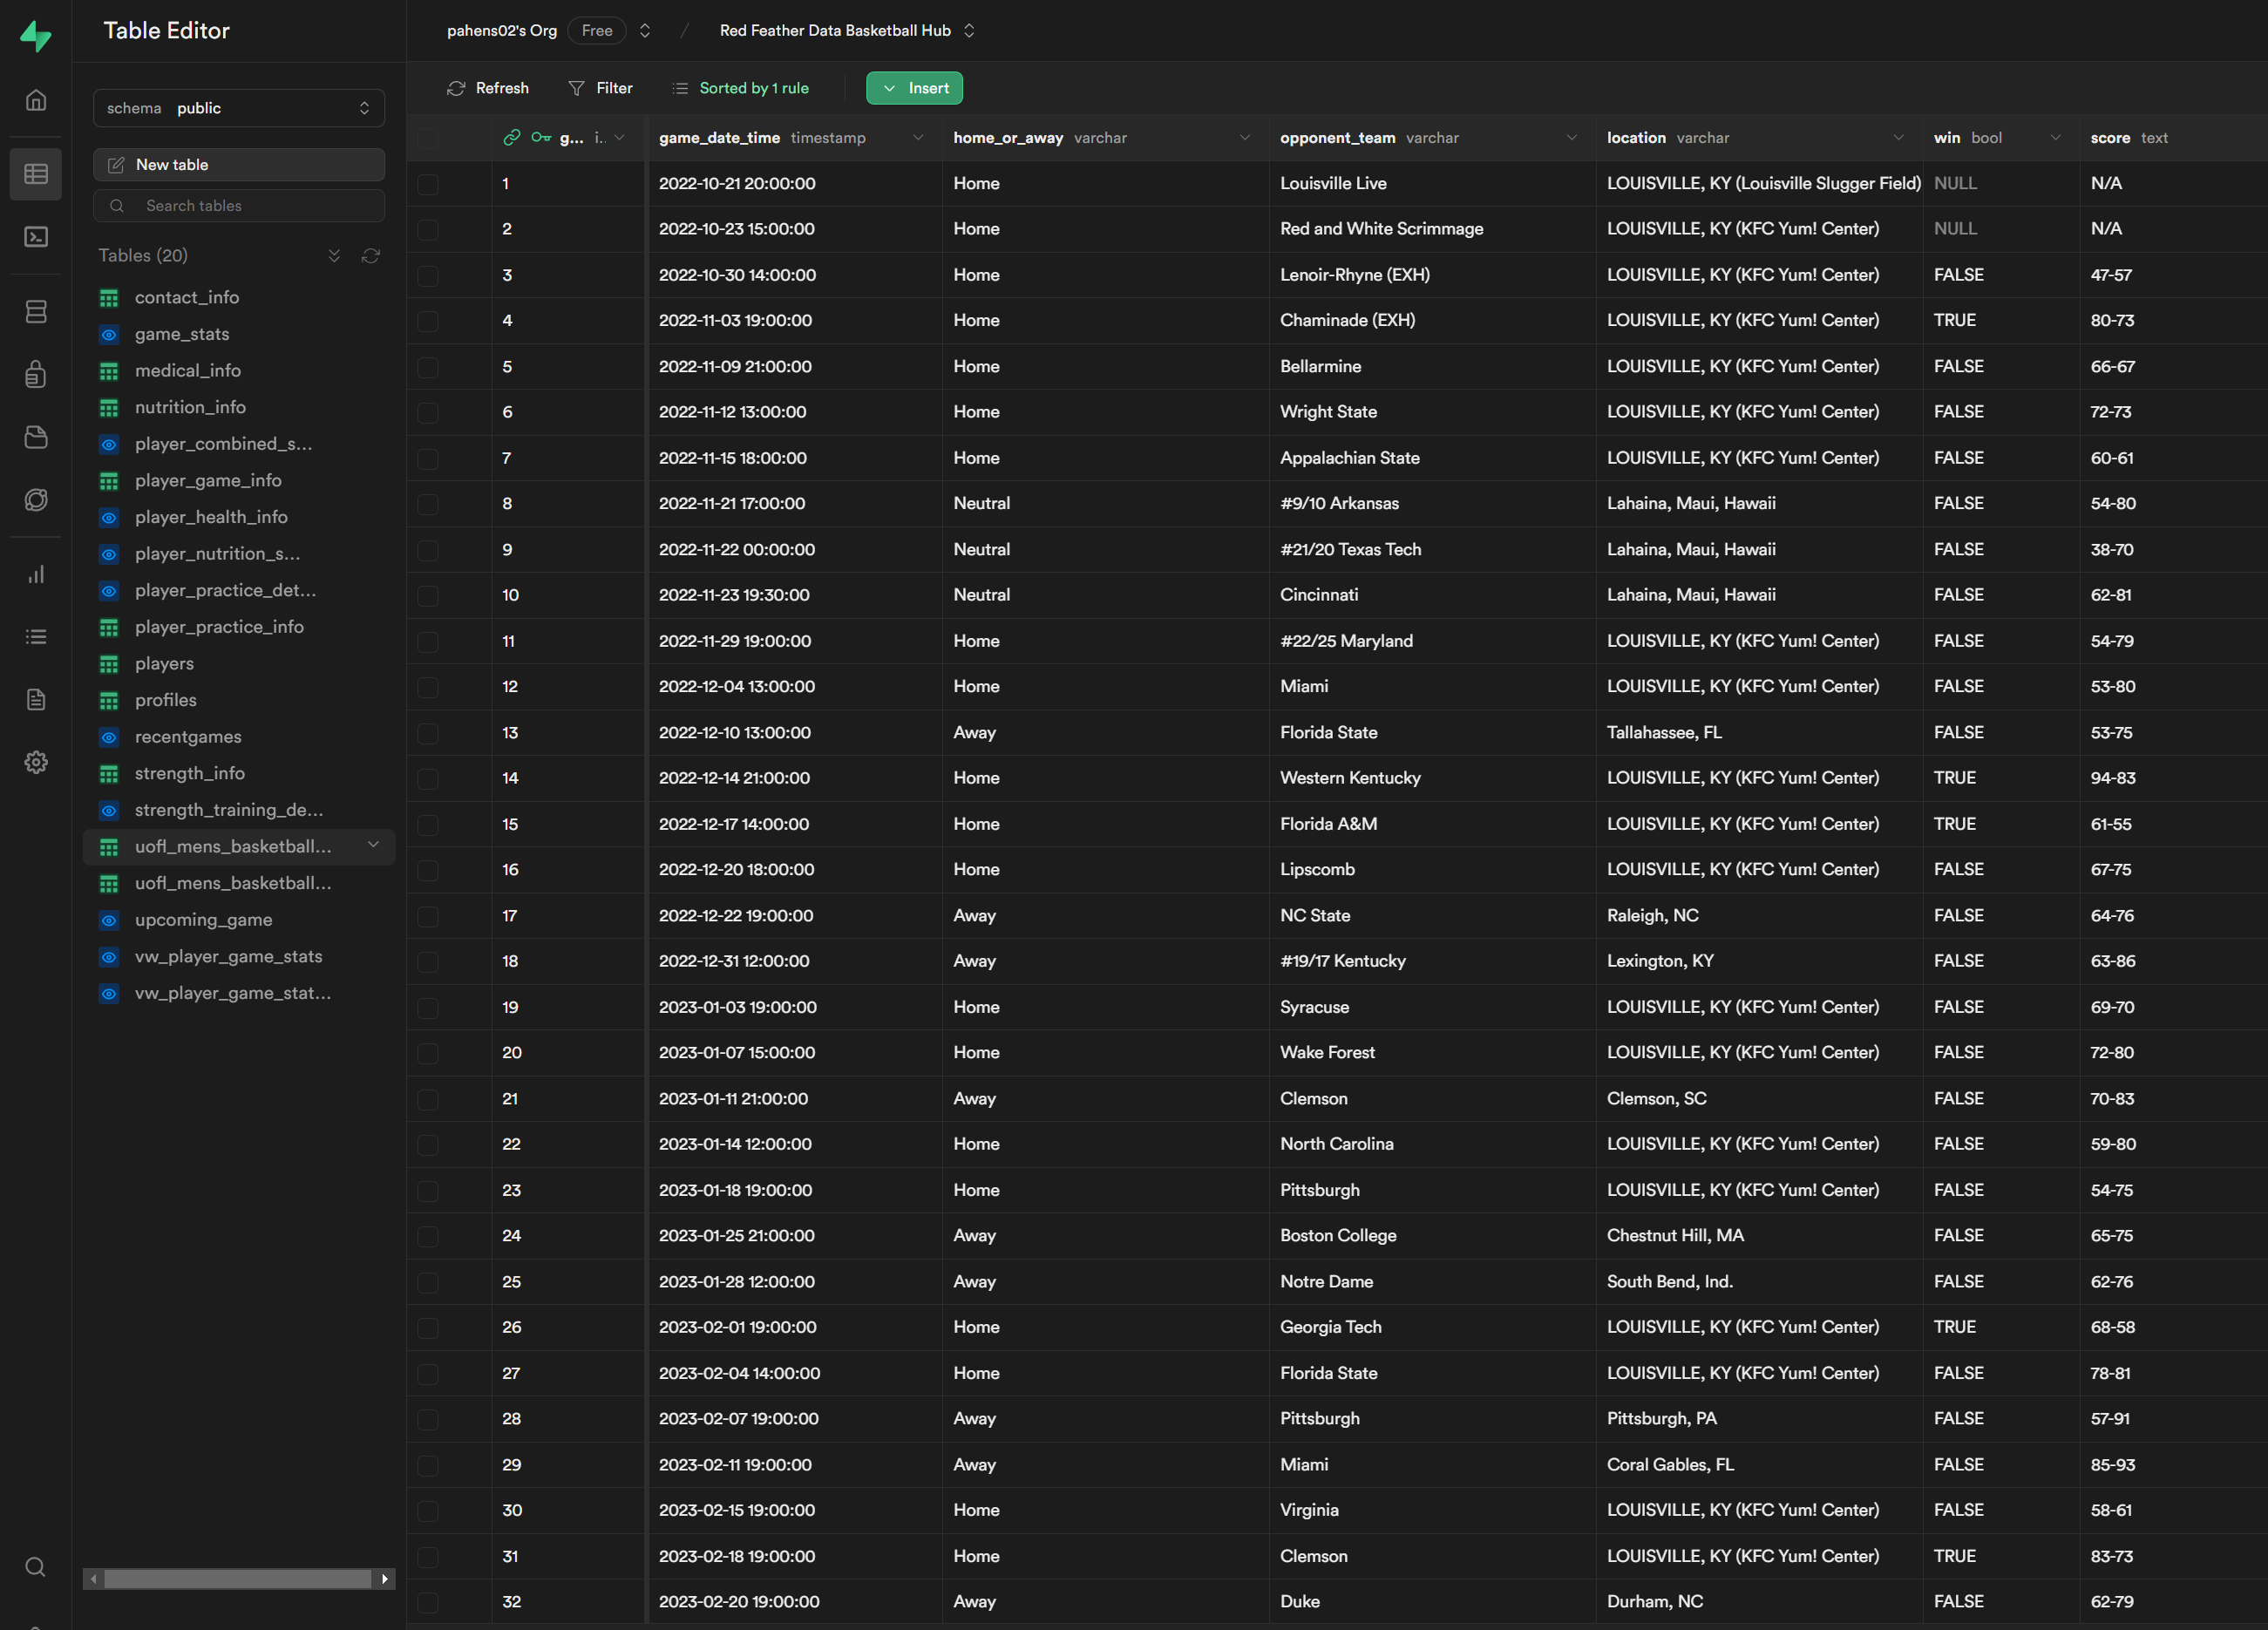 Table Editor
pahens02's Org Free / Red Feather Data Basketball Hub
schema public
New table
Search tables
Tables (20)
contact_info
game_stats
medical_info
nutrition_info
player_combined_s...
player_game_info
player_health_info
player_nutrition_s...
player_practice_det...
player_practice_info
players
profiles
recentgames
strength_info
strength_training_de...
uofl_mens_basketball...
uofl_mens_basketball...
upcoming_game
vw_player_game_stats
vw_player_game_stat...
Refresh Filter Sorted by 1 rule Insert
g... i.. game_date_time timestamp home_or_away varchar opponent_team varchar location varchar win bool score text
1 2022-10-21 20:00:00 Home Louisville Live LOUISVILLE, KY (Louisville Slugger Field) NULL N/A
2 2022-10-23 15:00:00 Home Red and White Scrimmage LOUISVILLE, KY (KFC Yum! Center) NULL N/A
3 2022-10-30 14:00:00 Home Lenoir-Rhyne (EXH) LOUISVILLE, KY (KFC Yum! Center) FALSE 47-57
4 2022-11-03 19:00:00 Home Chaminade (EXH) LOUISVILLE, KY (KFC Yum! Center) TRUE 80-73
5 2022-11-09 21:00:00 Home Bellarmine LOUISVILLE, KY (KFC Yum! Center) FALSE 66-67
6 2022-11-12 13:00:00 Home Wright State LOUISVILLE, KY (KFC Yum! Center) FALSE 72-73
7 2022-11-15 18:00:00 Home Appalachian State LOUISVILLE, KY (KFC Yum! Center) FALSE 60-61
8 2022-11-21 17:00:00 Neutral #9/10 Arkansas Lahaina, Maui, Hawaii FALSE 54-80
9 2022-11-22 00:00:00 Neutral #21/20 Texas Tech Lahaina, Maui, Hawaii FALSE 38-70
10 2022-11-23 19:30:00 Neutral Cincinnati Lahaina, Maui, Hawaii FALSE 62-81
11 2022-11-29 19:00:00 Home #22/25 Maryland LOUISVILLE, KY (KFC Yum! Center) FALSE 54-79
12 2022-12-04 13:00:00 Home Miami LOUISVILLE, KY (KFC Yum! Center) FALSE 53-80
13 2022-12-10 13:00:00 Away Florida State Tallahassee, FL FALSE 53-75
14 2022-12-14 21:00:00 Home Western Kentucky LOUISVILLE, KY (KFC Yum! Center) TRUE 94-83
15 2022-12-17 14:00:00 Home Florida A&M LOUISVILLE, KY (KFC Yum! Center) TRUE 61-55
16 2022-12-20 18:00:00 Home Lipscomb LOUISVILLE, KY (KFC Yum! Center) FALSE 67-75
17 2022-12-22 19:00:00 Away NC State Raleigh, NC FALSE 64-76
18 2022-12-31 12:00:00 Away #19/17 Kentucky Lexington, KY FALSE 63-86
19 2023-01-03 19:00:00 Home Syracuse LOUISVILLE, KY (KFC Yum! Center) FALSE 69-70
20 2023-01-07 15:00:00 Home Wake Forest LOUISVILLE, KY (KFC Yum! Center) FALSE 72-80
21 2023-01-11 21:00:00 Away Clemson Clemson, SC FALSE 70-83
22 2023-01-14 12:00:00 Home North Carolina LOUISVILLE, KY (KFC Yum! Center) FALSE 59-80
23 2023-01-18 19:00:00 Home Pittsburgh LOUISVILLE, KY (KFC Yum! Center) FALSE 54-75
24 2023-01-25 21:00:00 Away Boston College Chestnut Hill, MA FALSE 65-75
25 2023-01-28 12:00:00 Away Notre Dame South Bend, Ind. FALSE 62-76
26 2023-02-01 19:00:00 Home Georgia Tech LOUISVILLE, KY (KFC Yum! Center) TRUE 68-58
27 2023-02-04 14:00:00 Home Florida State LOUISVILLE, KY (KFC Yum! Center) FALSE 78-81
28 2023-02-07 19:00:00 Away Pittsburgh Pittsburgh, PA FALSE 57-91
29 2023-02-11 19:00:00 Away Miami Coral Gables, FL FALSE 85-93
30 2023-02-15 19:00:00 Home Virginia LOUISVILLE, KY (KFC Yum! Center) FALSE 58-61
31 2023-02-18 19:00:00 Home Clemson LOUISVILLE, KY (KFC Yum! Center) TRUE 83-73
32 2023-02-20 19:00:00 Away Duke Durham, NC FALSE 62-79